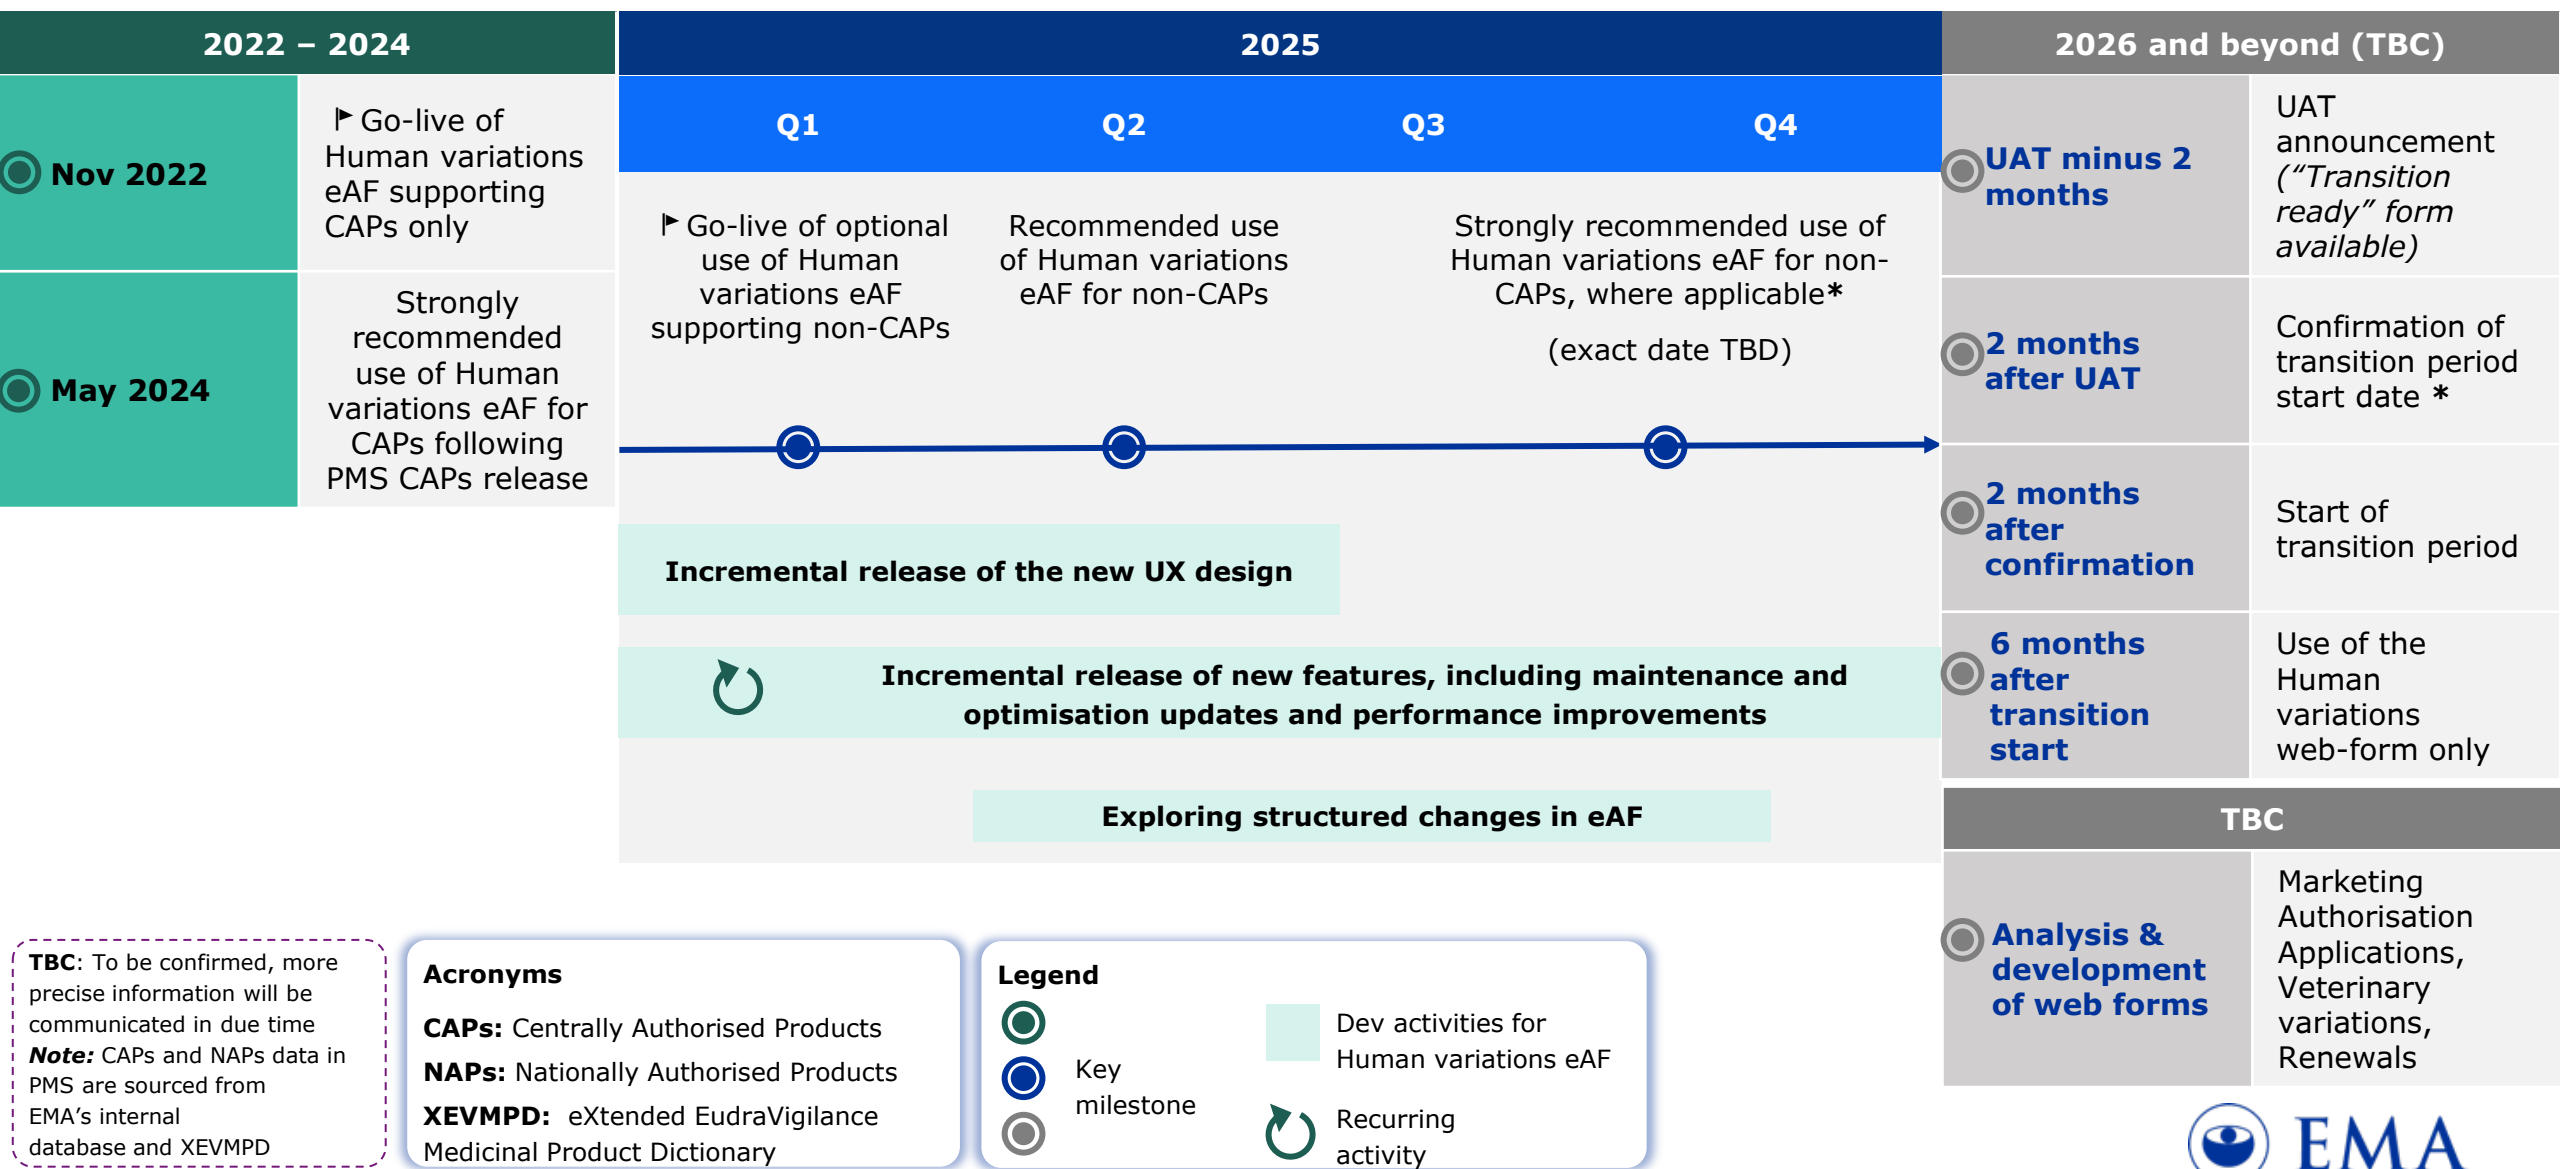 2022 – 2024
Nov 2022
Go-live of
Human variations
eAF supporting
CAPs only
May 2024
Strongly
recommended
use of Human
variations eAF for
CAPs following
PMS CAPs release
2025
Q1
Q2
Q3
Q4
Go-live of optional
use of Human
variations eAF
supporting non-CAPs
Recommended use
of Human variations
eAF for non-CAPs
Strongly recommended use of
Human variations eAF for non-
CAPs, where applicable*
(exact date TBD)
Incremental release of the new UX design
Incremental release of new features, including maintenance and
optimisation updates and performance improvements
Exploring structured changes in eAF
2026 and beyond (TBC)
UAT minus 2
months
UAT
announcement
(“Transition
ready” form
available)
2 months
after UAT
Confirmation of
transition period
start date *
2 months
after
confirmation
Start of
transition period
6 months
after
transition
start
Use of the
Human
variations
web-form only
TBC
Analysis &
development
of web forms
Marketing
Authorisation
Applications,
Veterinary
variations,
Renewals
TBC: To be confirmed, more
precise information will be
communicated in due time
Note: CAPs and NAPs data in
PMS are sourced from
EMA’s internal
database and XEVMPD
Acronyms
CAPs: Centrally Authorised Products
NAPs: Nationally Authorised Products
XEVMPD: eXtended EudraVigilance
Medicinal Product Dictionary
Legend
Key
milestone
Dev activities for
Human variations eAF
Recurring
activity
EMA